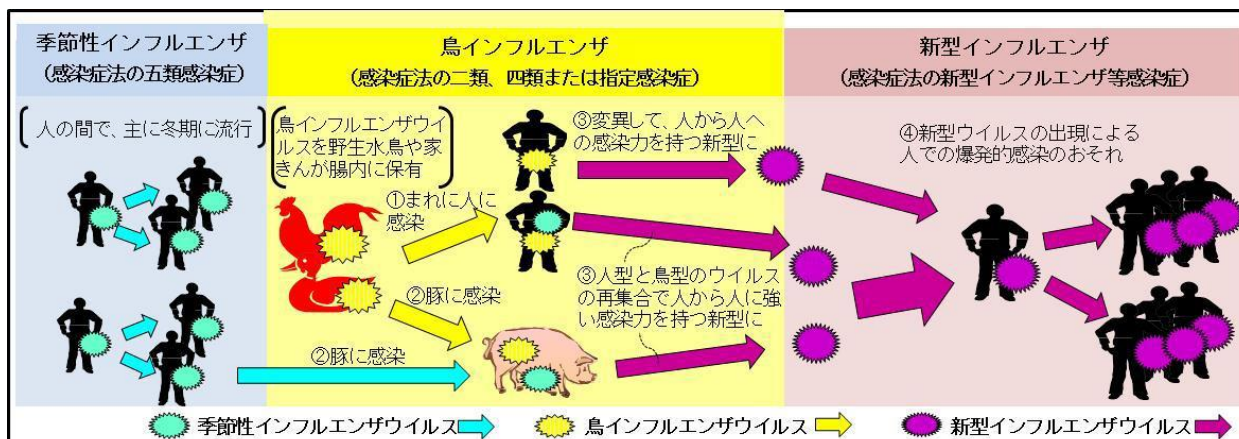 季節性インフルエンザ
（感染症法の五類感染症）
人の間で、主に冬期に流行
鳥インフルエンザ
（感染症法の二類、四類または指定感染症）
鳥インフルエンザウイ
ルスを野生水鳥や家
きんが腸内に保有
①まれに人に
感染
②豚に感染
②豚に感染
③変異して、人から人へ
の感染力を持つ新型に
③人型と鳥型のウイルス
の再集合で人から人に強
い感染力を持つ新型に
新型インフルエンザ
（感染症法の新型インフルエンザ等感染症）
④新型ウイルスの出現による
人での爆発的感染のおそれ
季節性インフルエンザウイルス
鳥インフルエンザウイルス
新型インフルエンザウイルス